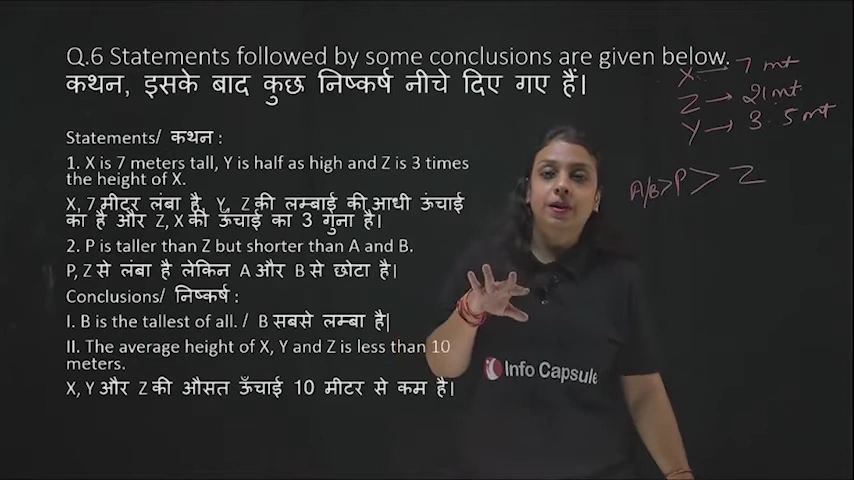 Q.6 Statements followed by some conclusions are given below.
कथन, इसके बाद कुछ निष्कर्ष नीचे दिए गए हैं।
X → 7 mt
Z → 21 mt.
Y → 3.5 mt
A/B > P > Z
Statements/ कथन :
1. X is 7 meters tall, Y is half as high and Z is 3 times
the height of X.
X, 7 मीटर लंबा है, Y, Z की लम्बाई की आधी ऊंचाई
का है और Z, X की ऊंचाई का 3 गुना है।
2. P is taller than Z but shorter than A and B.
P, Z से लंबा है लेकिन A और B से छोटा है।
Conclusions/ निष्कर्ष :
I. B is the tallest of all. / B सबसे लम्बा है|
II. The average height of X, Y and Z is less than 10
meters.
X, Y और Z की औसत ऊँचाई 10 मीटर से कम है।
Info Capsule